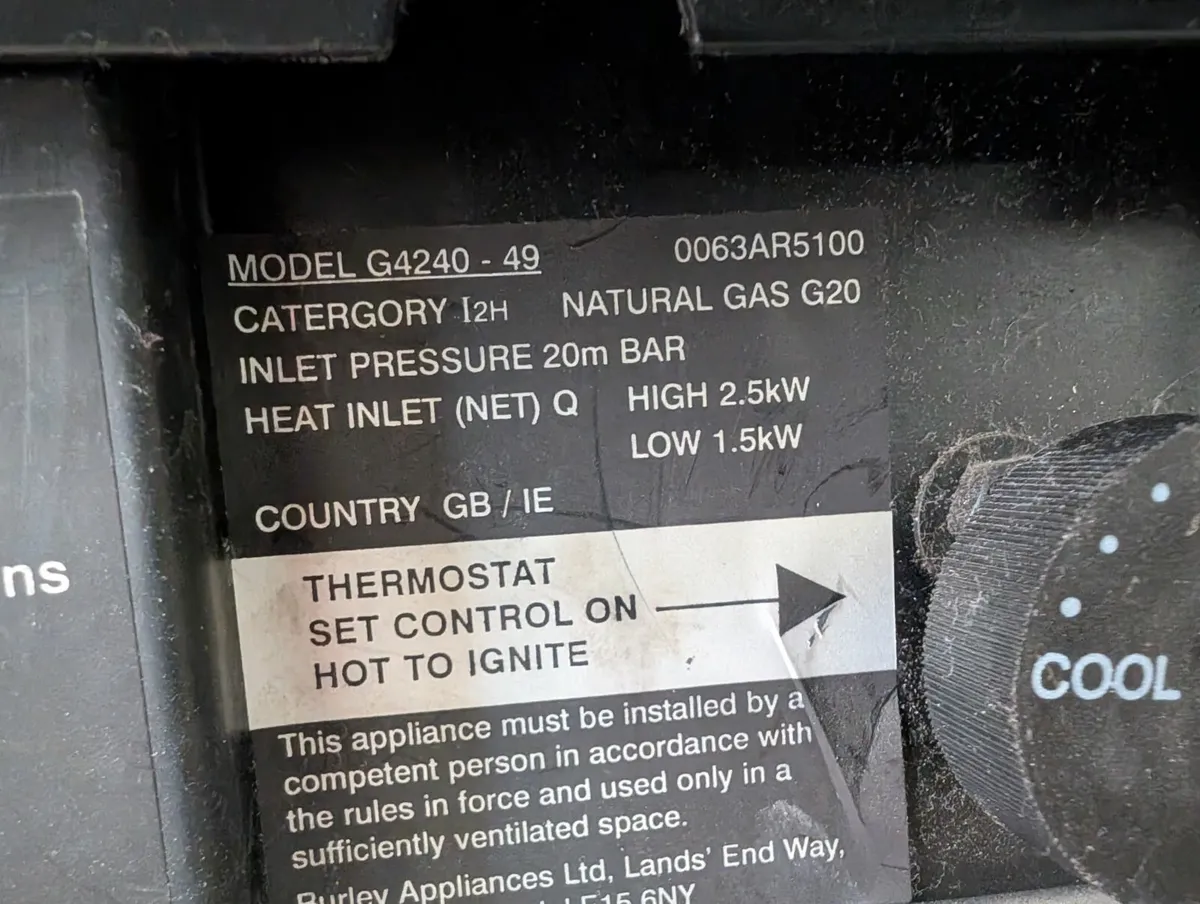 MODEL G4240 - 49 0063AR5100
CATERGORY I2H NATURAL GAS G20
INLET PRESSURE 20m BAR
HEAT INLET (NET) Q HIGH 2.5kW
LOW 1.5kW
COUNTRY GB / IE
THERMOSTAT
SET CONTROL ON
HOT TO IGNITE
This appliance must be installed by a
competent person in accordance with
the rules in force and used only in a
sufficiently ventilated space.
Burley Appliances Ltd, Lands' End Way,
LE15 6NY
ns
COOL